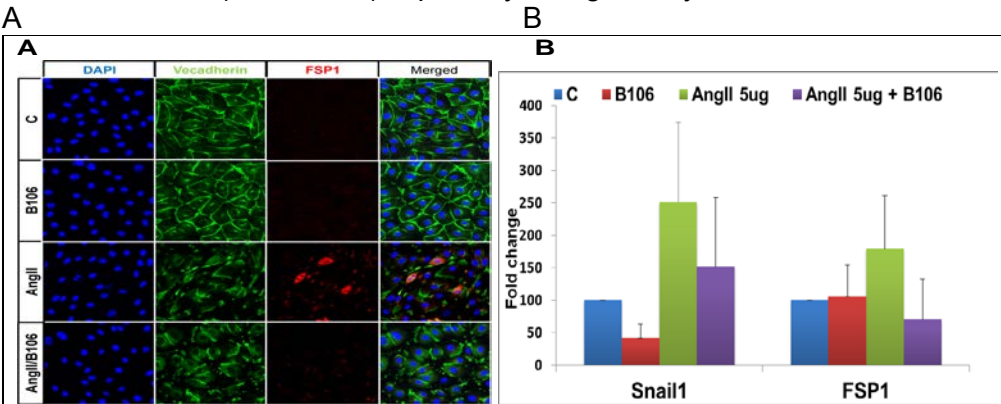 A
B
A
B
DAPI
Vecadherin
FSP1
Merged
C
B106
AngII
AngII/B106
C B106 AngII 5ug AngII 5ug + B106
Fold change
400
350
300
250
200
150
100
50
0
Snail1 FSP1